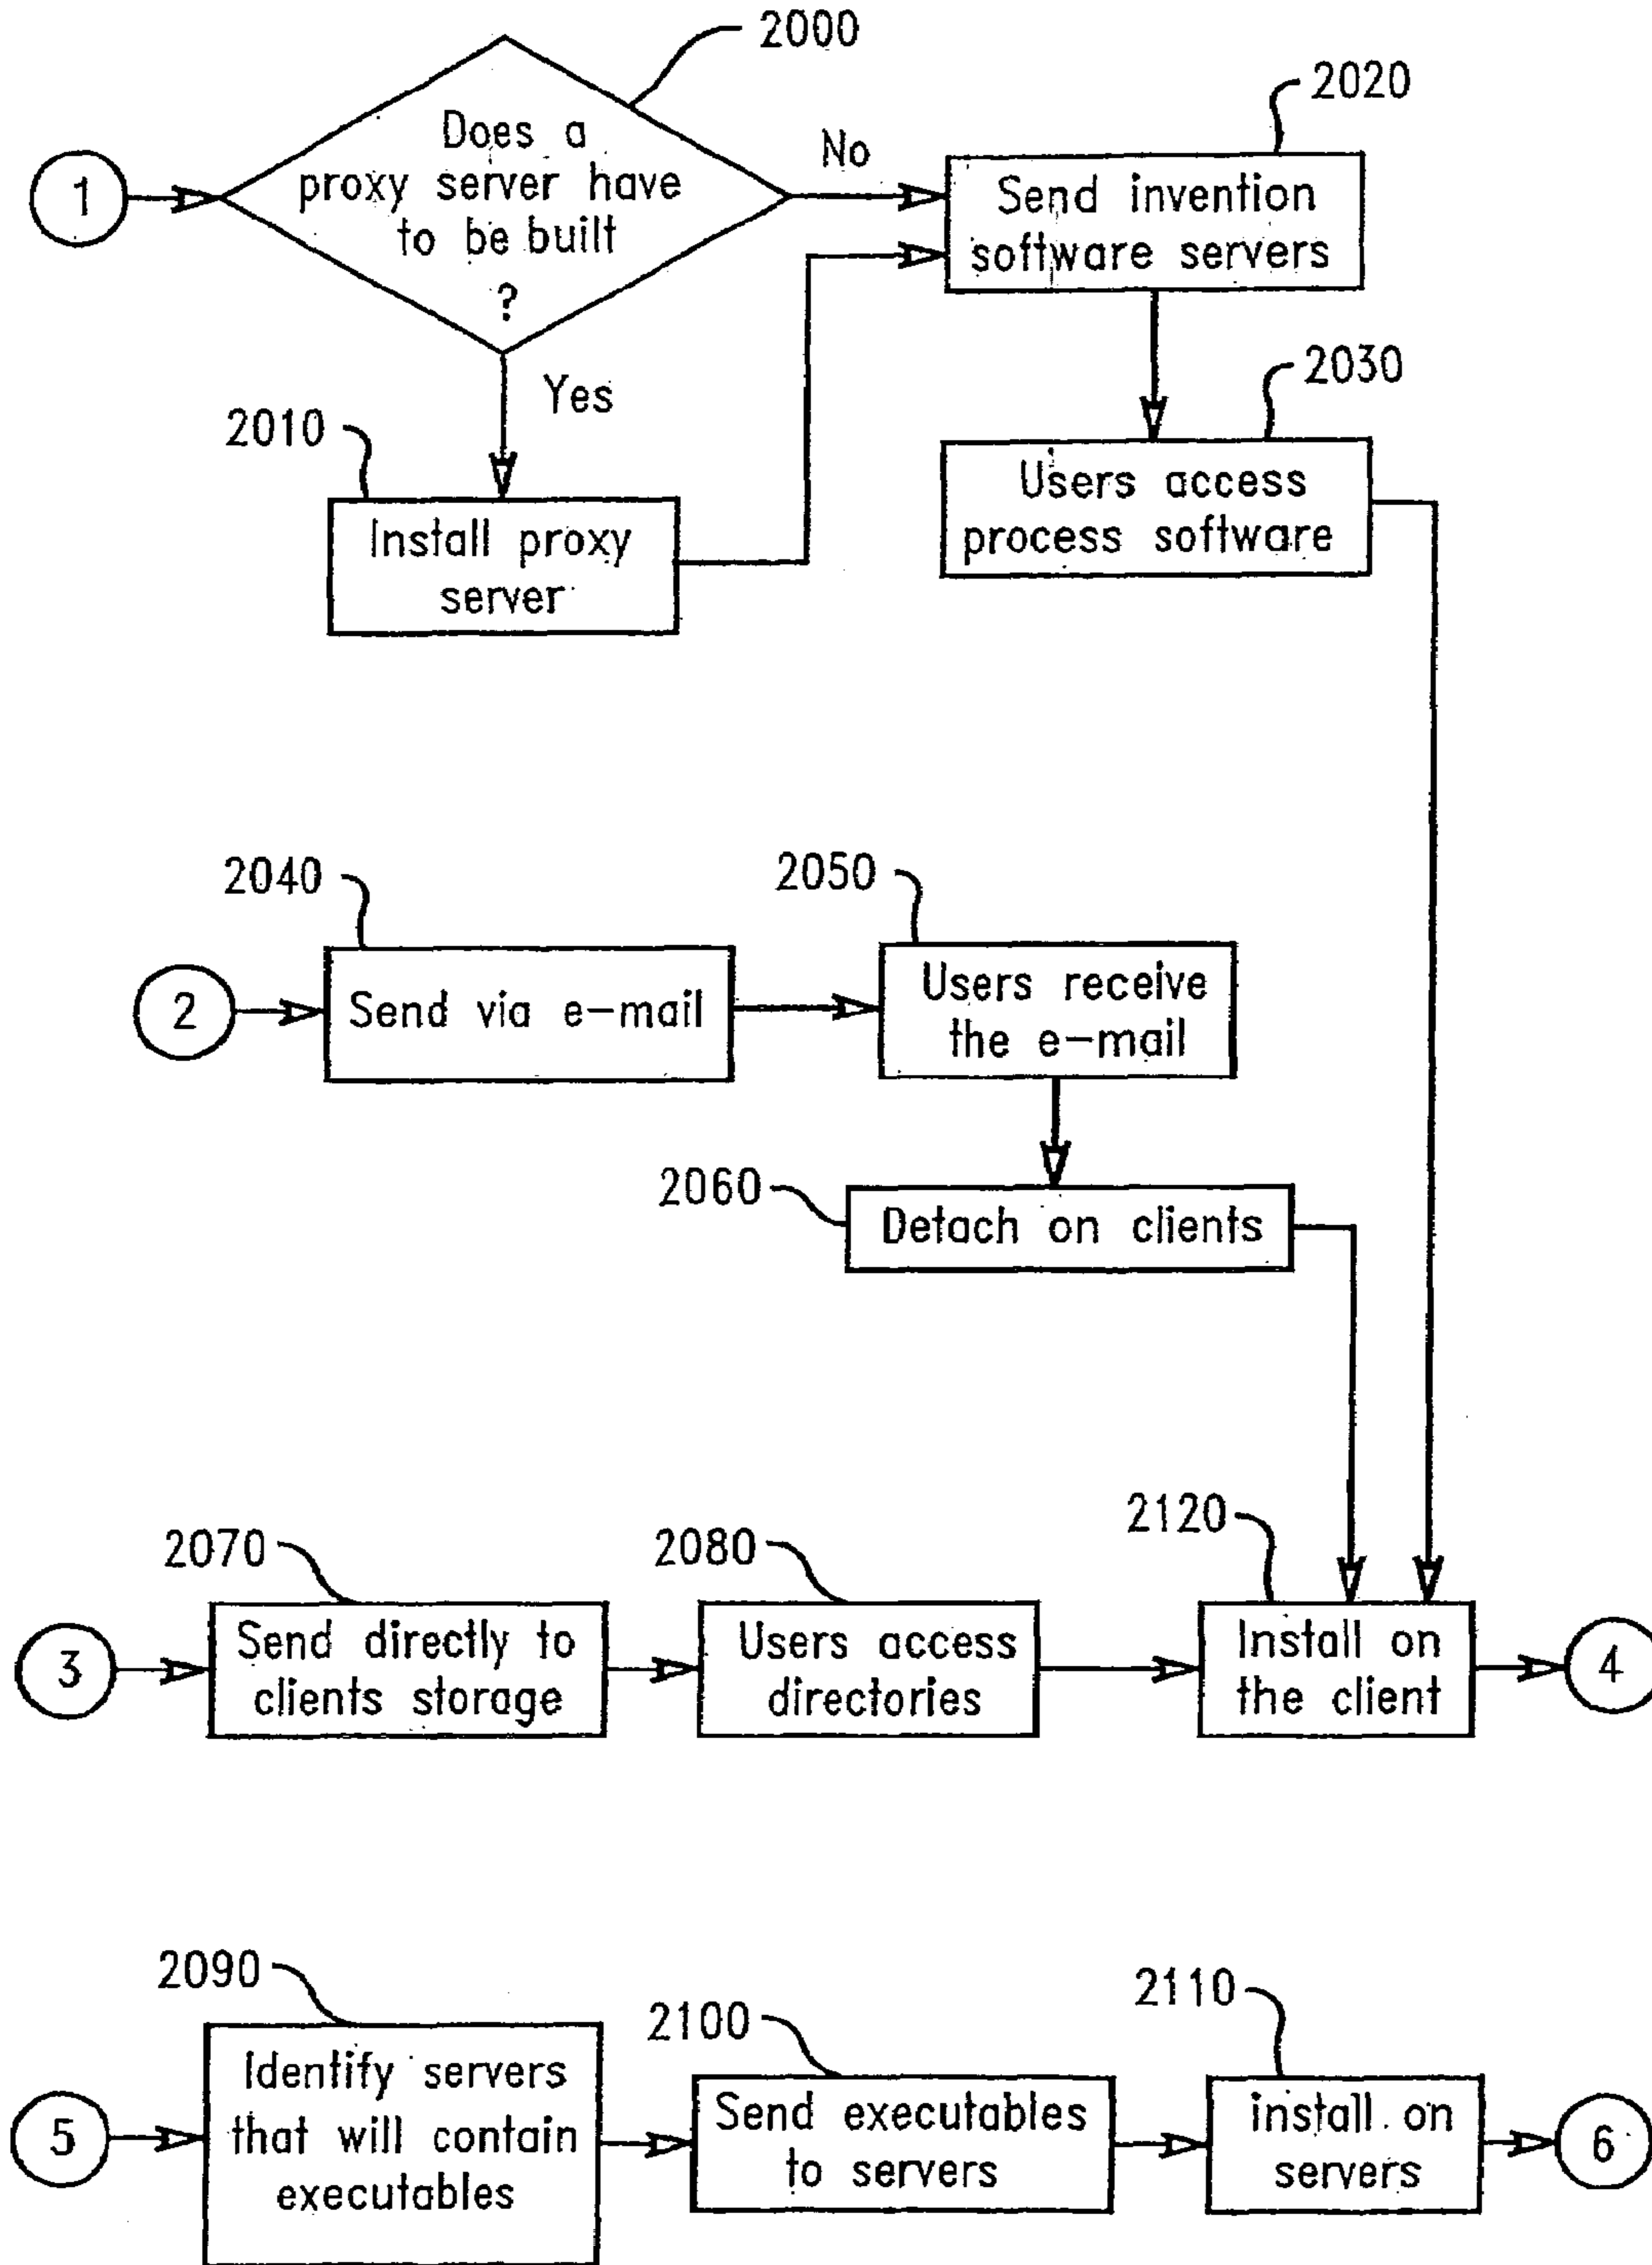 2000
2020
Does a
proxy server have
to be built
?
1
No
Send invention
software servers
Yes
2010
Install proxy
server
2030
Users access
process software
2040
2050
2
Send via e-mail
Users receive
the e-mail
2060
Detach on clients
2070
2080
2120
3
Send directly to
clients storage
Users access
directories
Install on
the client
4
2090
2100
2110
5
Identify servers
that will contain
executables
Send executables
to servers
install on
servers
6